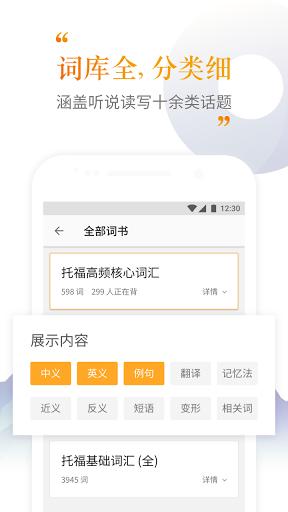 “
词库全, 分类细
涵盖听说读写十余类话题
”
12:30
← 全部词书
托福高频核心词汇
598 词 299 人正在背 详情
展示内容
中义 英义 例句 翻译 记忆法
近义 反义 短语 变形 相关词
托福基础词汇 (全)
3945 词 详情